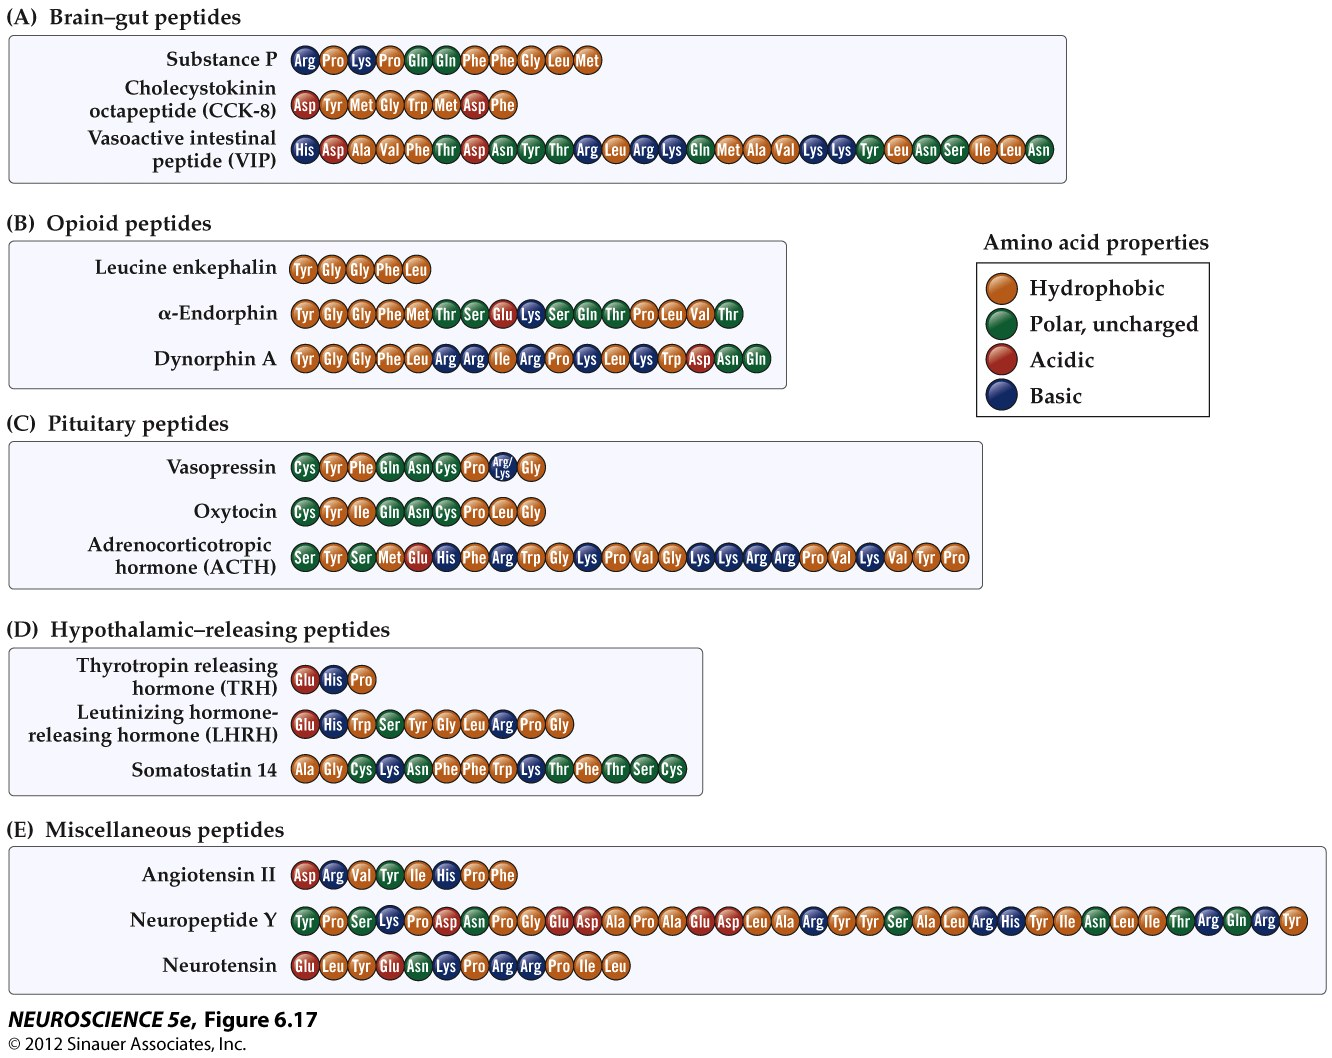 (A) Brain–gut peptides
Substance P
Arg Pro Lys Pro Gln Gln Phe Phe Gly Leu Met
Cholecystokinin
octapeptide (CCK-8)
Asp Tyr Met Gly Trp Met Asp Phe
Vasoactive intestinal
peptide (VIP)
His Asp Ala Val Phe Thr Asp Asn Tyr Thr Arg Leu Arg Lys Gln Met Ala Val Lys Lys Tyr Leu Asn Ser Ile Leu Asn
(B) Opioid peptides
Leucine enkephalin
Tyr Gly Gly Phe Leu
α-Endorphin
Tyr Gly Gly Phe Met Thr Ser Glu Lys Ser Gln Thr Pro Leu Val Thr
Dynorphin A
Tyr Gly Gly Phe Leu Arg Arg Ile Arg Pro Lys Leu Lys Trp Asp Asn Gln
Amino acid properties
Hydrophobic
Polar, uncharged
Acidic
Basic
(C) Pituitary peptides
Vasopressin
Cys Tyr Phe Gln Asn Cys Pro Arg/Lys Gly
Oxytocin
Cys Tyr Ile Gln Asn Cys Pro Leu Gly
Adrenocorticotropic
hormone (ACTH)
Ser Tyr Ser Met Glu His Phe Arg Trp Gly Lys Pro Val Gly Lys Lys Arg Arg Pro Val Lys Val Tyr Pro
(D) Hypothalamic–releasing peptides
Thyrotropin releasing
hormone (TRH)
Glu His Pro
Leutinizing hormone-
releasing hormone (LHRH)
Glu His Trp Ser Tyr Gly Leu Arg Pro Gly
Somatostatin 14
Ala Gly Cys Lys Asn Phe Phe Trp Lys Thr Phe Thr Ser Cys
(E) Miscellaneous peptides
Angiotensin II
Asp Arg Val Tyr Ile His Pro Phe
Neuropeptide Y
Tyr Pro Ser Lys Pro Asp Asn Pro Gly Glu Asp Ala Pro Ala Glu Asp Leu Ala Arg Tyr Tyr Ser Ala Leu Arg His Tyr Ile Asn Leu Ile Thr Arg Gln Arg Tyr
Neurotensin
Glu Leu Tyr Glu Asn Lys Pro Arg Arg Pro Ile Leu
NEUROSCIENCE 5e, Figure 6.17
© 2012 Sinauer Associates, Inc.